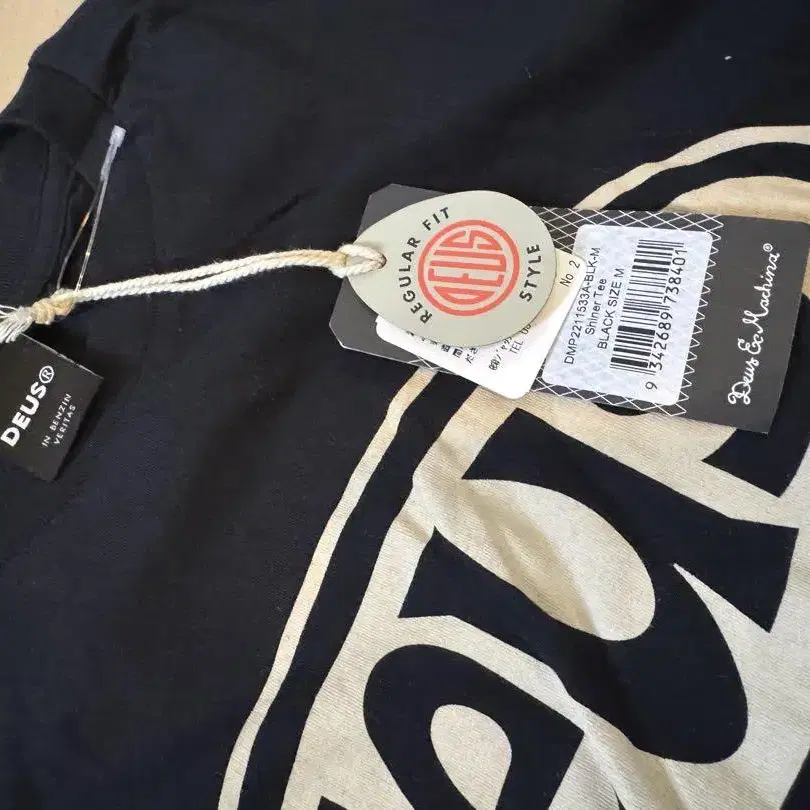 REGULAR FIT
DEUS
STYLE
No. 2
DMP2211533A-BLK-M
Shiner Tee
BLACK SIZE M
9 342689 738401
Deus Ex Machina®
DEUS®
IN BENZIN
VERITAS